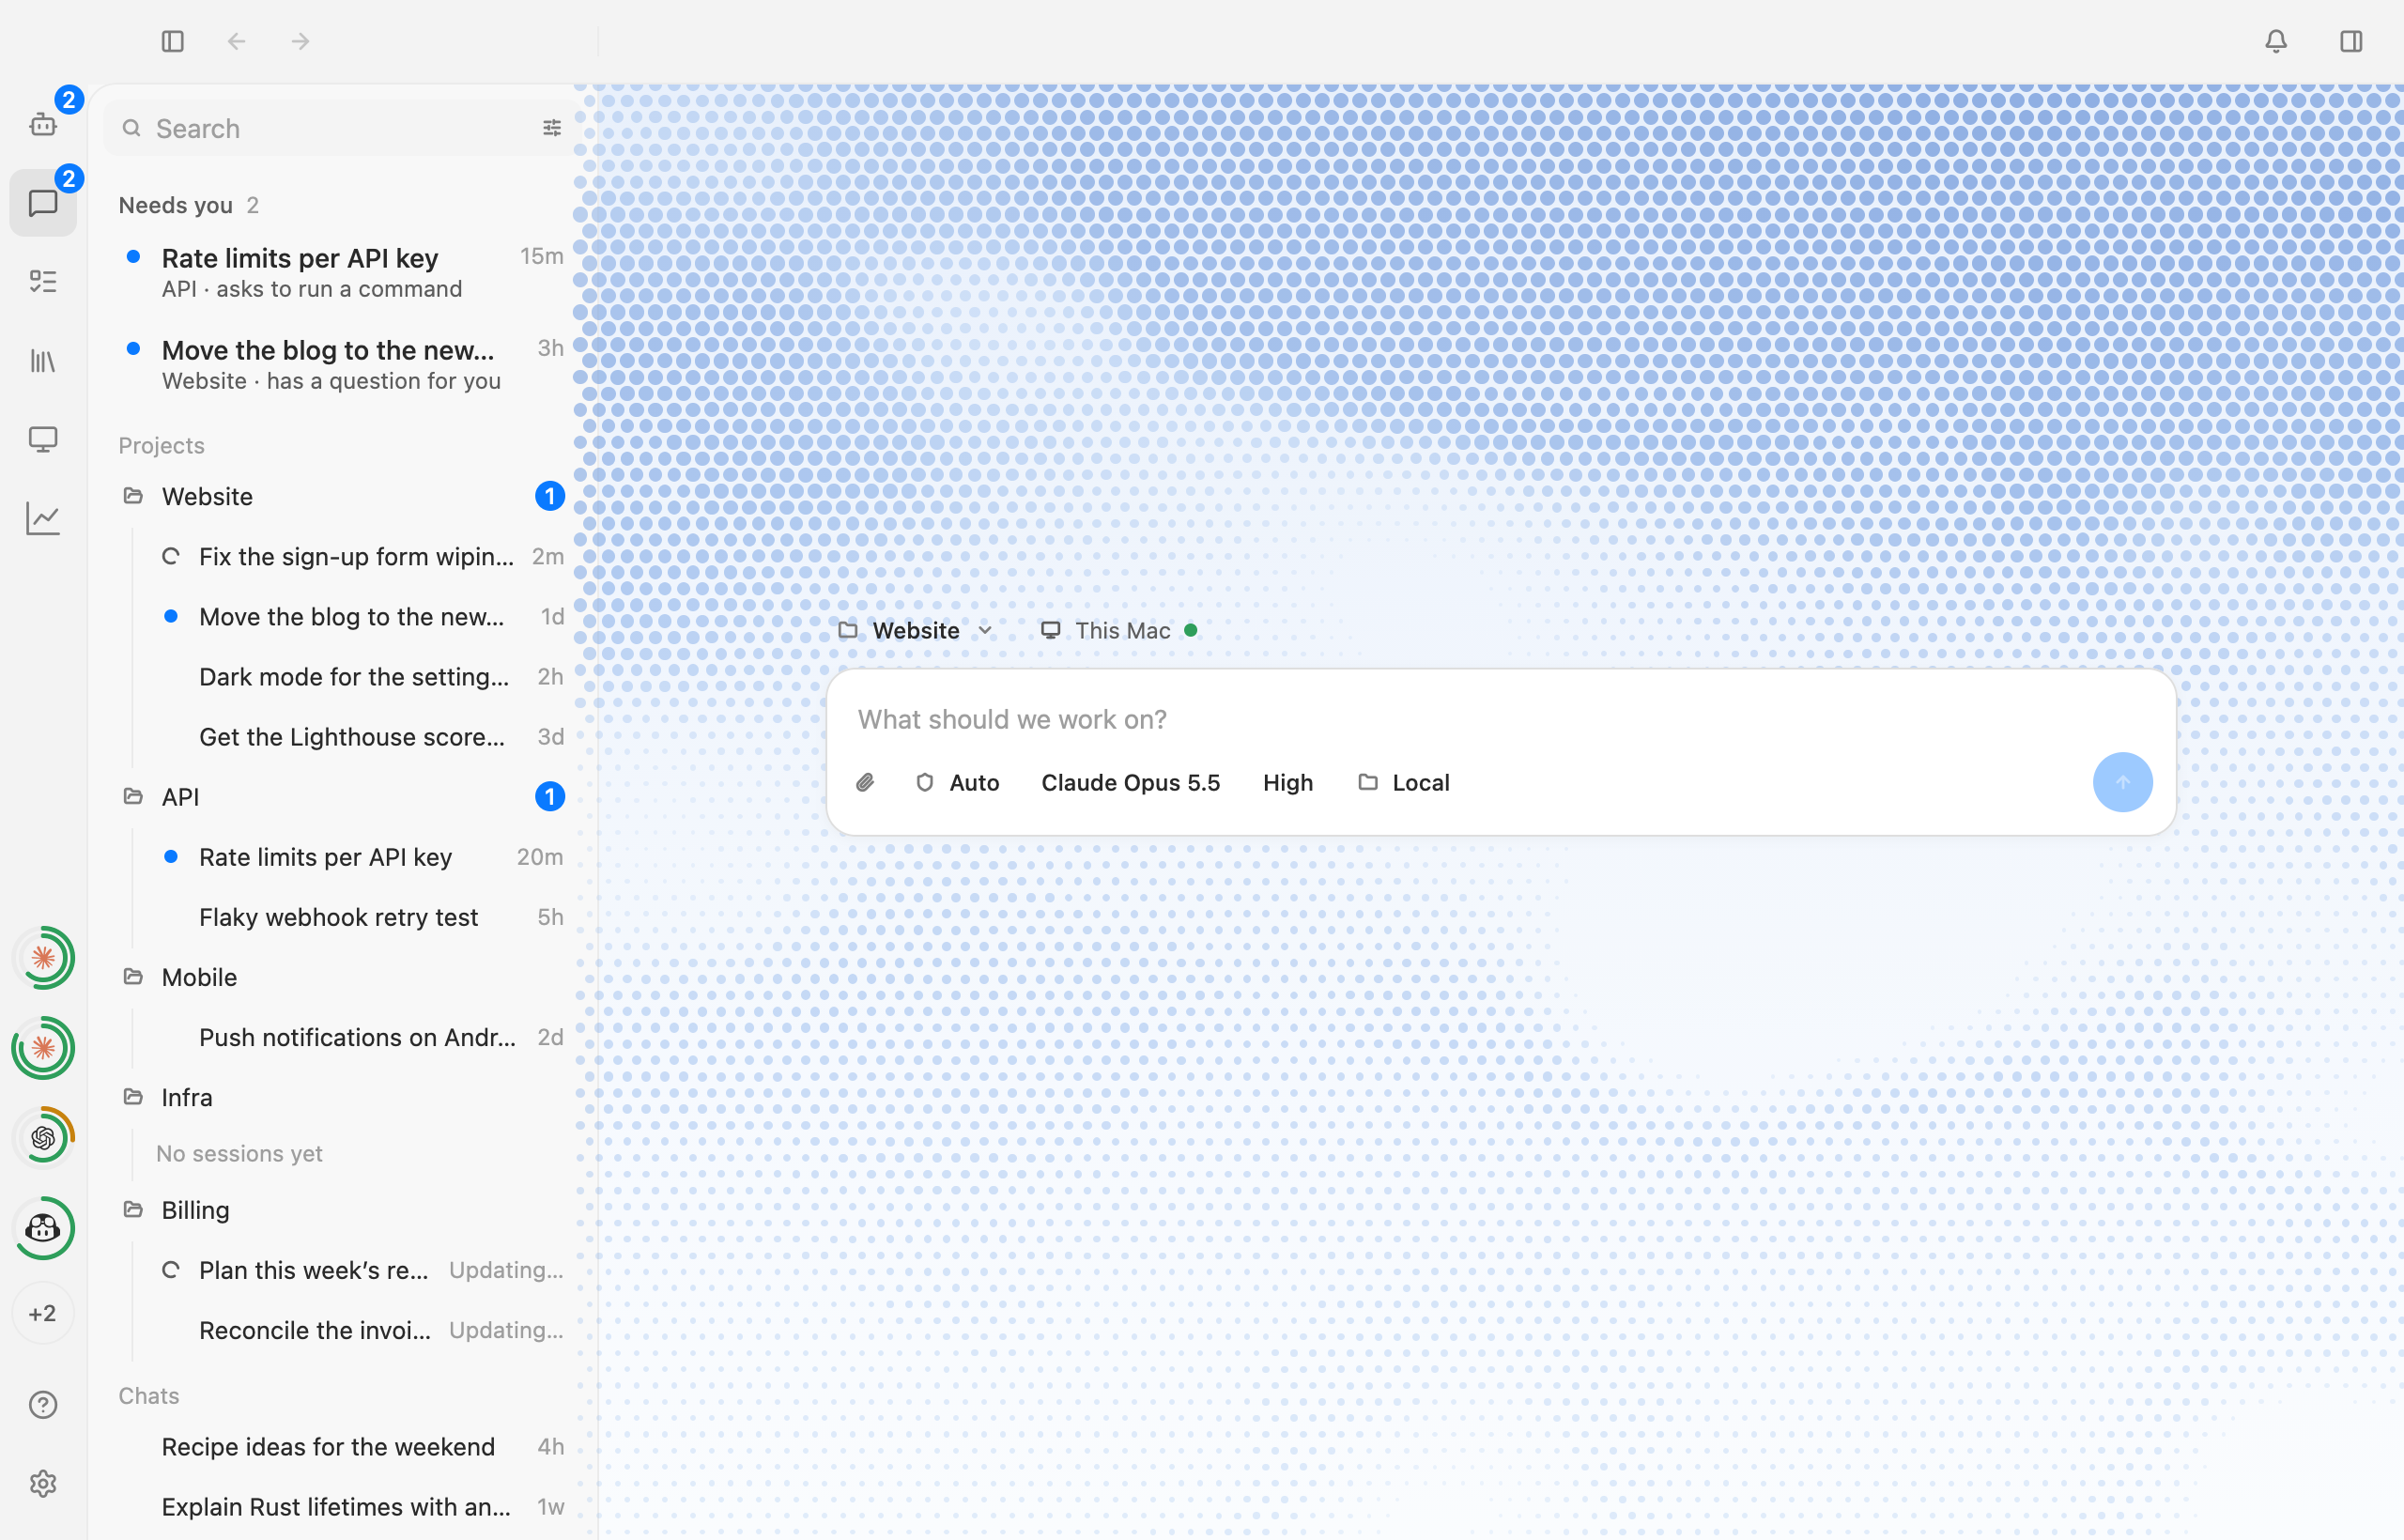 2
2
Search
Needs you 2
Rate limits per API key 15m
API · asks to run a command
Move the blog to the new... 3h
Website · has a question for you
Projects
Website 1
Fix the sign-up form wipin... 2m
Move the blog to the new... 1d
Dark mode for the setting... 2h
Get the Lighthouse score... 3d
API 1
Rate limits per API key 20m
Flaky webhook retry test 5h
Mobile
Push notifications on Andr... 2d
Infra
No sessions yet
Billing
Plan this week’s re... Updating...
Reconcile the invoi... Updating...
Chats
Recipe ideas for the weekend 4h
Explain Rust lifetimes with an... 1w
+2
Website This Mac
What should we work on?
Auto Claude Opus 5.5 High Local